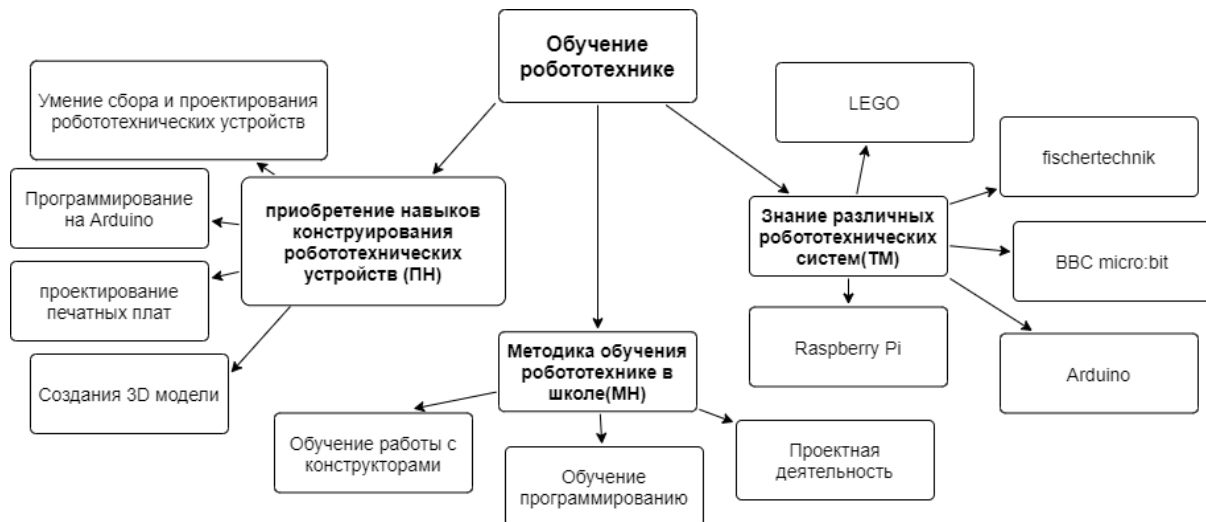 Обучение
робототехнике
Умение сбора и проектирования
робототехнических устройств
LEGO
fischertechnik
Программирование
на Arduino
приобретение навыков
конструирования
робототехнических
устройств (ПН)
Знание различных
робототехнических
систем(ТМ)
BBC micro:bit
проектирование
печатных плат
Raspberry Pi
Arduino
Создания 3D модели
Методика обучения
робототехнике в
школе(МН)
Обучение работы с
конструкторами
Обучение
программированию
Проектная
деятельность